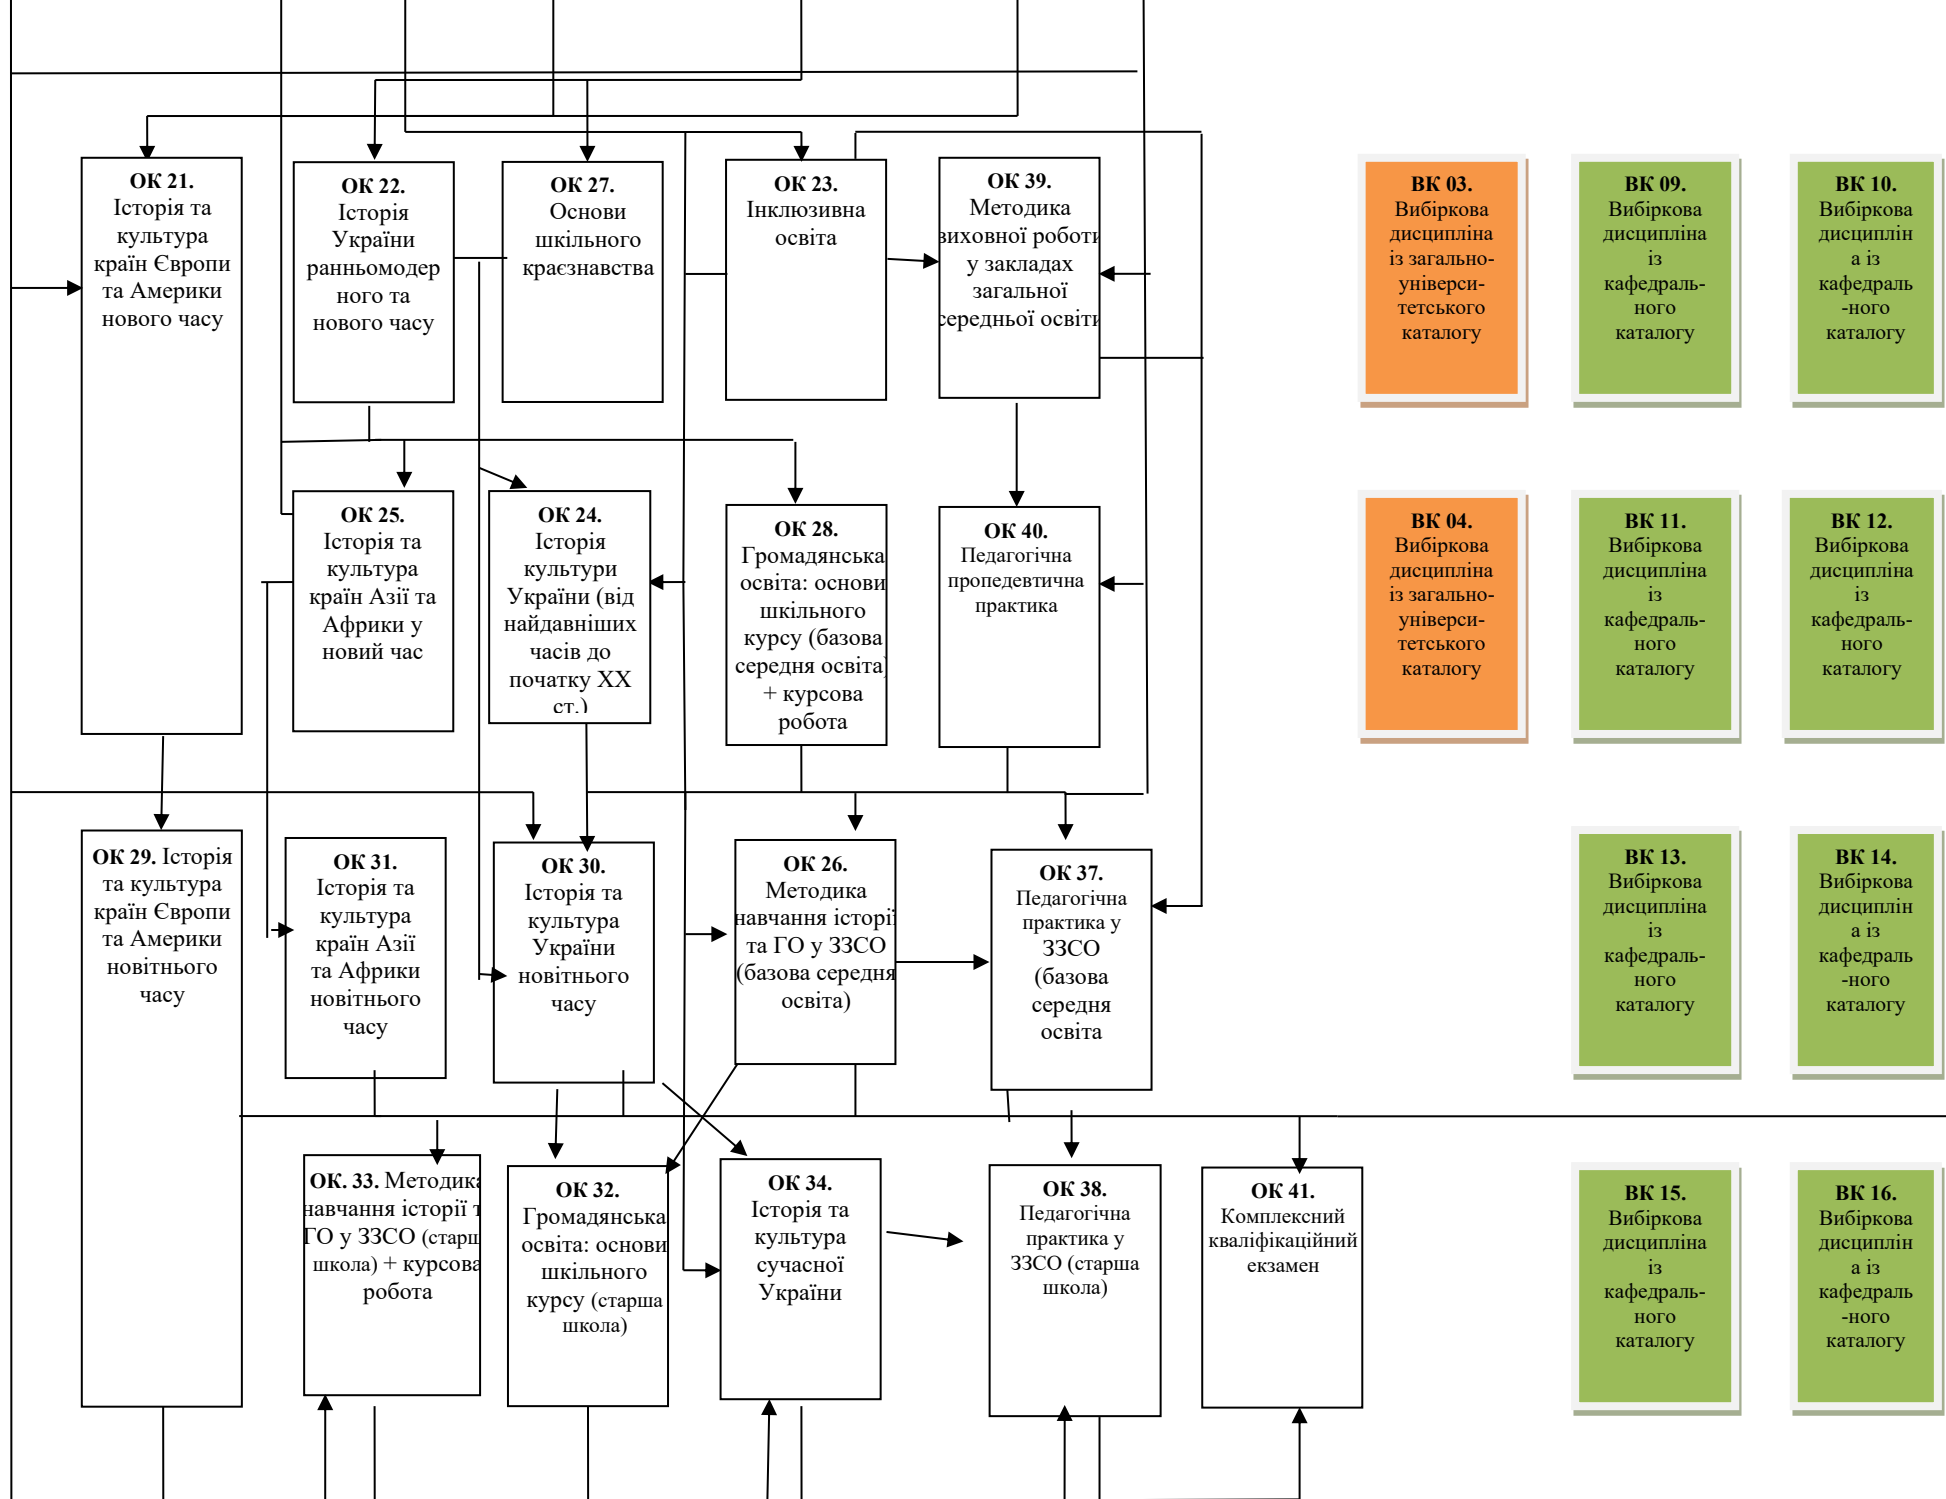 ОК 21.
Історія та
культура
країн Європи
та Америки
нового часу
ОК 22.
Історія
України
ранньомодер
ного та
нового часу
ОК 27.
Основи
шкільного
краєзнавства
ОК 23.
Інклюзивна
освіта
ОК 39.
Методика
виховної роботи
у закладах
загальної
середньої освіти
ВК 03.
Вибіркова
дисципліна
із загально-
універси-
тетського
каталогу
ВК 09.
Вибіркова
дисципліна
із
кафедраль-
ного
каталогу
ВК 10.
Вибіркова
дисциплін
а із
кафедраль
-ного
каталогу
ОК 25.
Історія та
культура
країн Азії та
Африки у
новий час
ОК 24.
Історія
культури
України (від
найдавніших
часів до
початку ХХ
ст.)
ОК 28.
Громадянська
освіта: основи
шкільного
курсу (базова
середня освіта)
+ курсова
робота
ОК 40.
Педагогічна
пропедевтична
практика
ВК 04.
Вибіркова
дисципліна
із загально-
універси-
тетського
каталогу
ВК 11.
Вибіркова
дисципліна
із
кафедраль-
ного
каталогу
ВК 12.
Вибіркова
дисципліна
із
кафедраль-
ного
каталогу
ОК 29. Історія
та культура
країн Європи
та Америки
новітнього
часу
ОК 31.
Історія та
культура
країн Азії
та Африки
новітнього
часу
ОК 30.
Історія та
культура
України
новітнього
часу
ОК 26.
Методика
навчання історії
та ГО у ЗЗСО
(базова середня
освіта)
ОК 37.
Педагогічна
практика у
ЗЗСО
(базова
середня
освіта
ВК 13.
Вибіркова
дисципліна
із
кафедраль-
ного
каталогу
ВК 14.
Вибіркова
дисциплін
а із
кафедраль
-ного
каталогу
ОК. 33. Методика
навчання історії т
ГО у ЗЗСО (старш
школа) + курсова
робота
ОК 32.
Громадянська
освіта: основи
шкільного
курсу (старша
школа)
ОК 34.
Історія та
культура
сучасної
України
ОК 38.
Педагогічна
практика у
ЗЗСО (старша
школа)
ОК 41.
Комплексний
кваліфікаційний
екзамен
ВК 15.
Вибіркова
дисципліна
із
кафедраль-
ного
каталогу
ВК 16.
Вибіркова
дисциплін
а із
кафедраль
-ного
каталогу